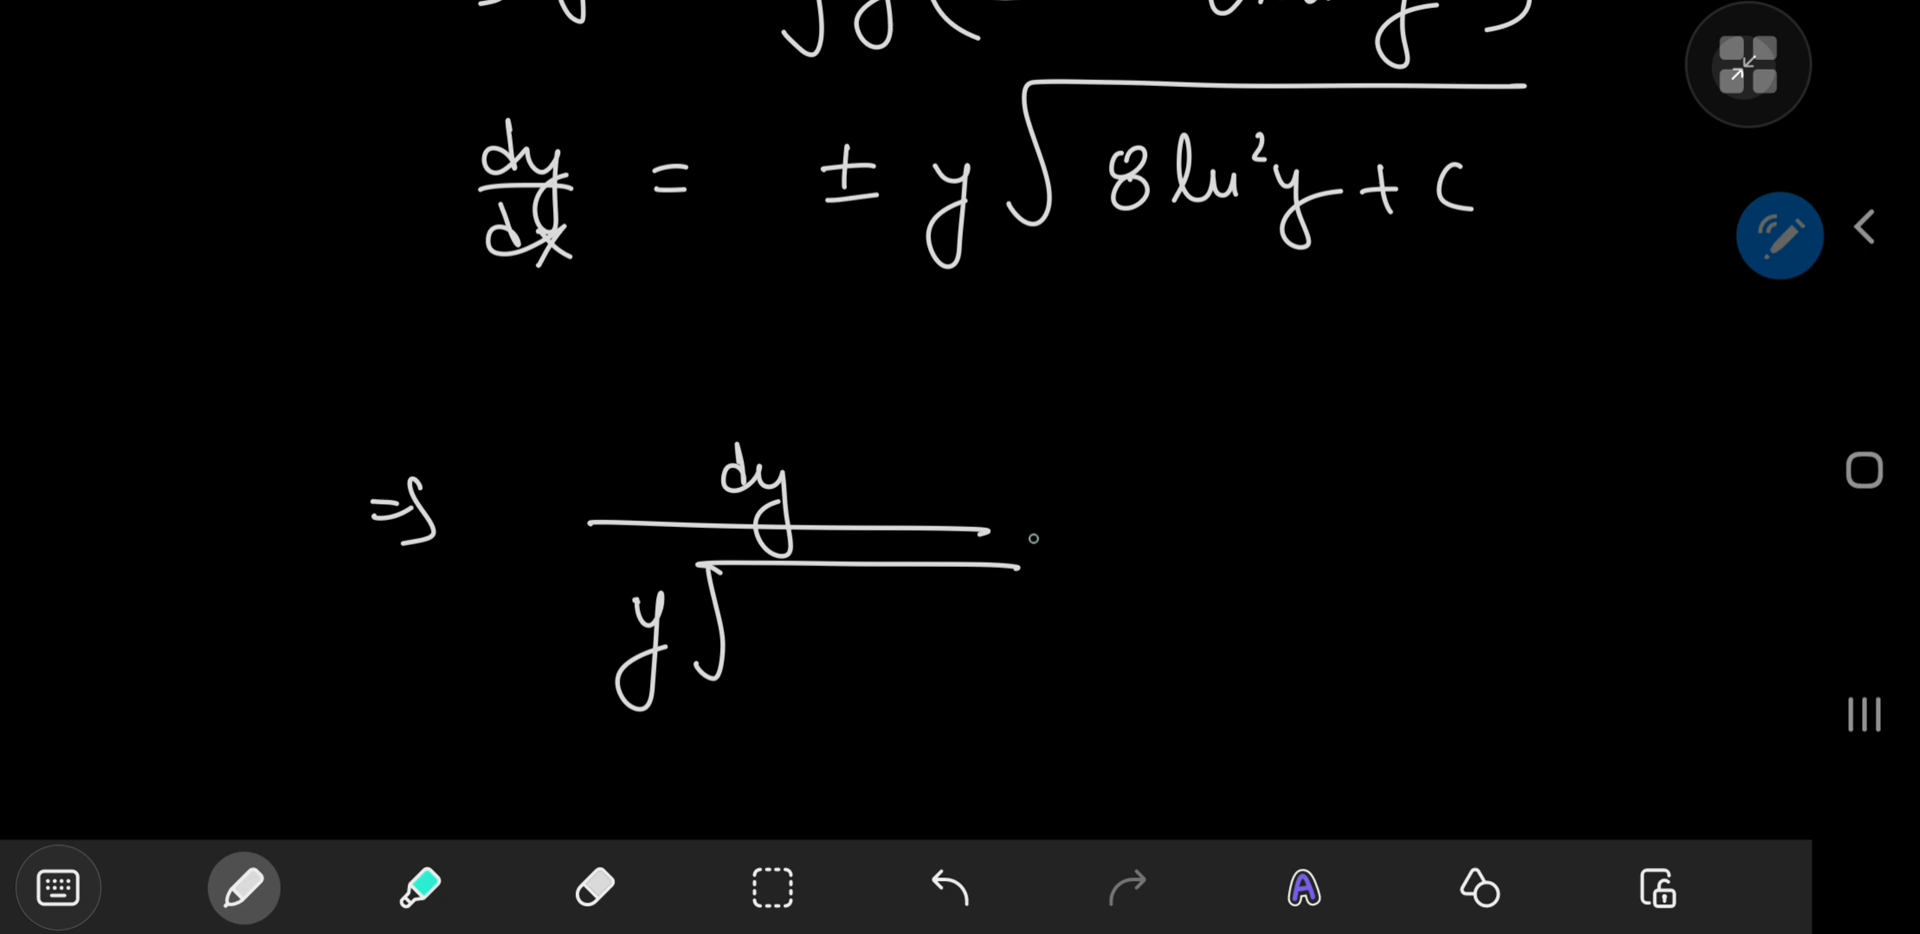 dy/dx = ± y√(8 ln²y + c)
⇒ dy / y√